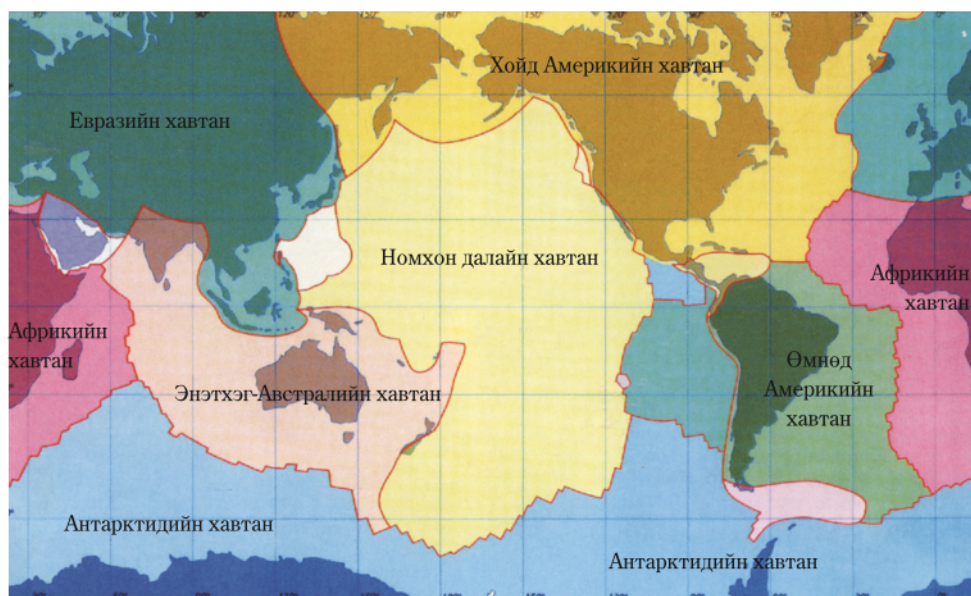 Хойд Америкийн хавтан
Евразийн хавтан
Номхон далайн хавтан
Африкийн
хавтан
Африкийн
хавтан
Өмнөд
Америкийн
хавтан
Энэтхэг-Австралийн хавтан
Антарктидийн хавтан
Антарктидийн хавтан